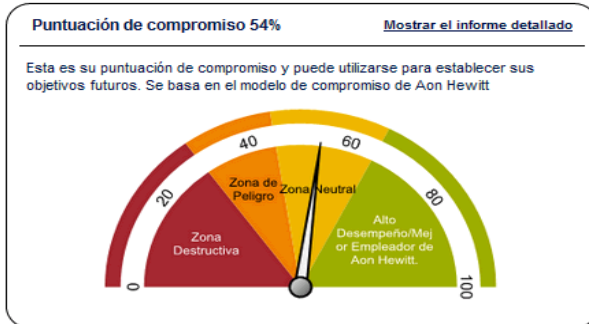 Puntuación de compromiso 54%
Mostrar el informe detallado
Esta es su puntuación de compromiso y puede utilizarse para establecer sus
objetivos futuros. Se basa en el modelo de compromiso de Aon Hewitt
0
20
40
60
80
100
Zona
Destructiva
Zona de
Peligro
Zona Neutral
Alto
Desempeño/Mej
or Empleador de
Aon Hewitt.